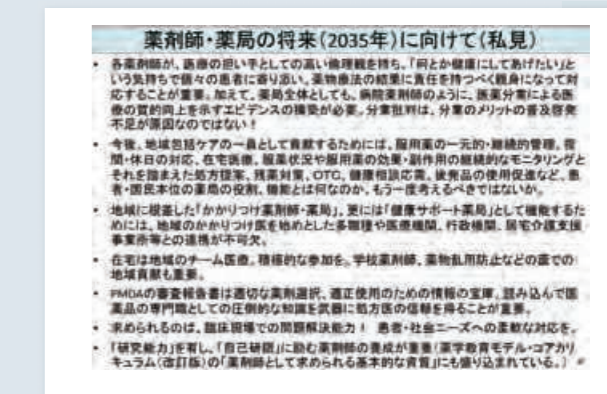 薬剤師・薬局の将来(2035年)に向けて(私見)
• 各薬剤師が、医療の担い手としての高い倫理観を持ち、「何とか健康にしてあげたい」と
いう気持ちで個々の患者に寄り添い、薬物療法の結果に責任を持つべく親身になって対
応することが重要。加えて、薬局全体としても、病院薬剤師のように、医薬分業による医
療の質的向上を示すエビデンスの構築が必要。分業批判は、分業のメリットの普及啓発
不足が原因なのではない!
• 今後、地域包括ケアの一員として貢献するためには、服用薬の一元的・継続的管理、夜
間・休日の対応、在宅医療、服薬状況や服用薬の効果・副作用の継続的なモニタリングと
それを踏まえた処方提案、残薬対策、OTC、健康相談応需、後発品の使用促進など、患
者・国民本位の薬局の役割、機能とは何なのか、もう一度考えるべきではないか。
• 地域に根差した「かかりつけ薬剤師・薬局」、更には「健康サポート薬局」として機能するた
めには、地域のかかりつけ医を始めとした多職種や医療機関、行政機関、居宅介護支援
事業所等との連携が不可欠。
• 在宅は地域のチーム医療。積極的な参加を。学校薬剤師、薬物乱用防止などの面での
地域貢献も重要。
• PMDAの審査報告書は適切な薬剤選択、適正使用のための情報の宝庫。読み込んで医
薬品の専門職としての圧倒的な知識を武器に処方医の信頼を得ることが重要。
• 求められるのは、臨床現場での問題解決能力! 患者・社会ニーズへの柔軟な対応を。
• 「研究能力」を有し、「自己研鑽」に励む薬剤師の養成が重要(薬学教育モデル・コアカリ
キュラム(改訂版)の「薬剤師として求められる基本的な資質」にも盛り込まれている。)